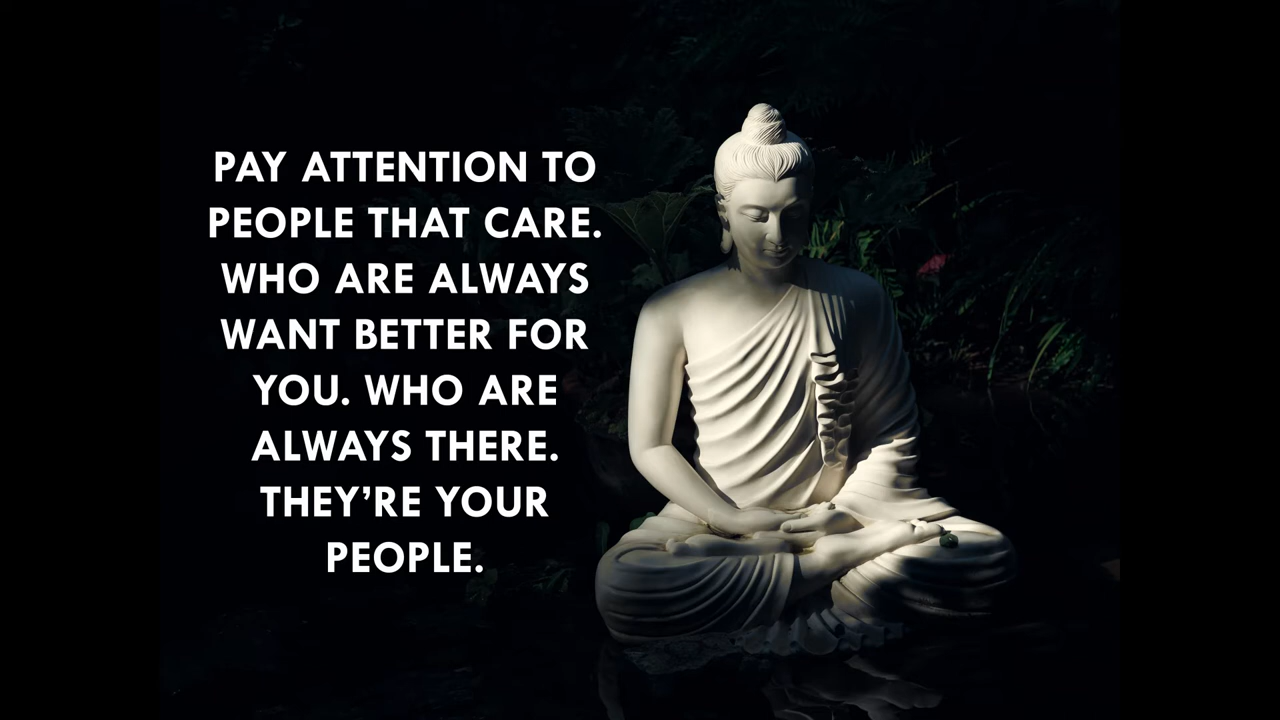 PAY ATTENTION TO
PEOPLE THAT CARE.
WHO ARE ALWAYS
WANT BETTER FOR
YOU. WHO ARE
ALWAYS THERE.
THEY’RE YOUR
PEOPLE.